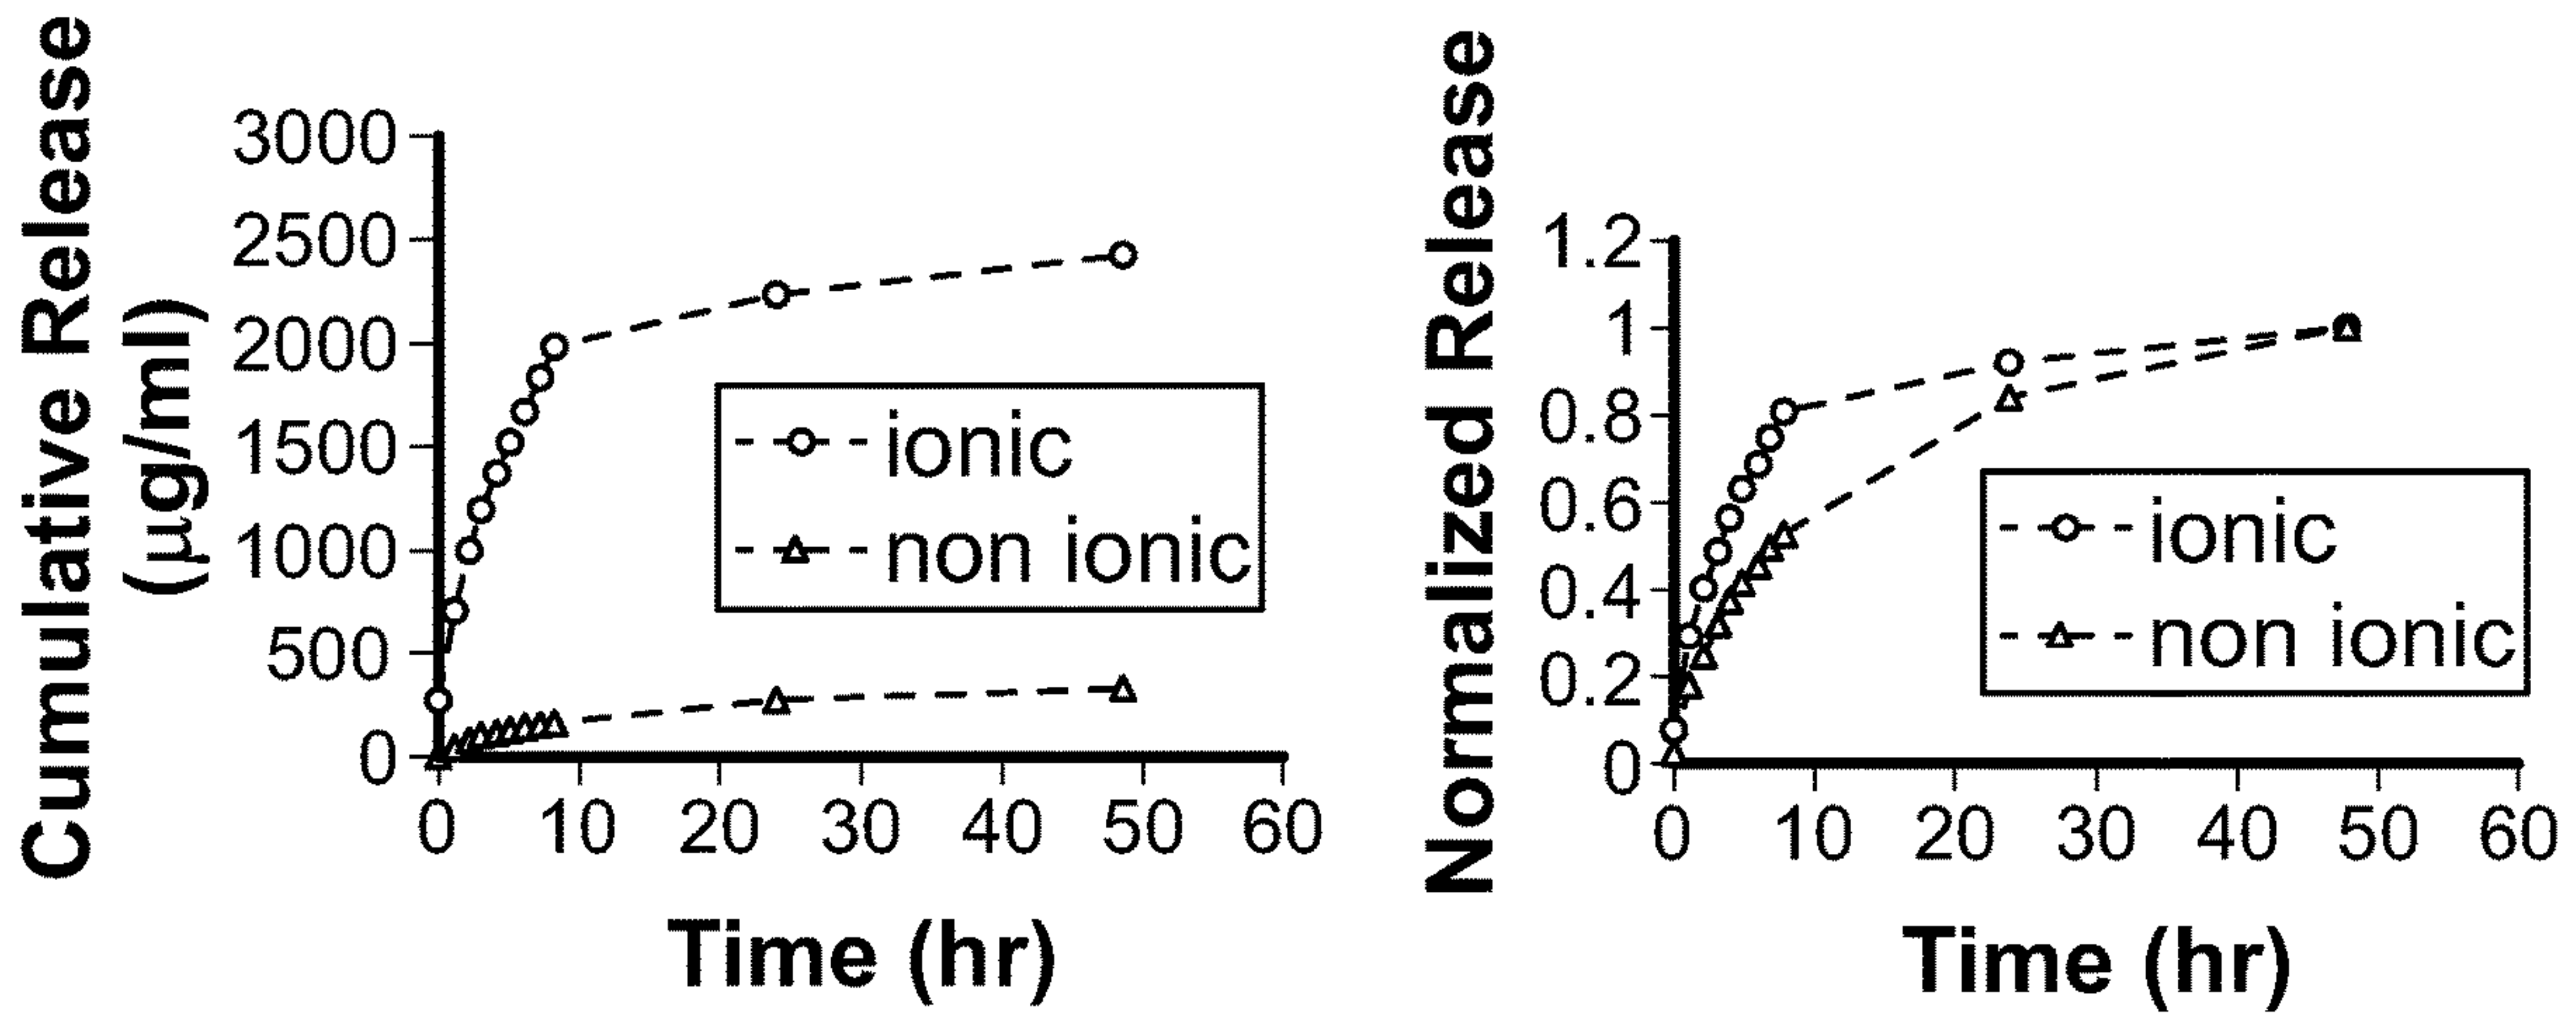 Cumulative Release
(μg/ml)
3000
2500
2000
1500
1000
500
0
0 10 20 30 40 50 60
Time (hr)
ionic
non ionic
Normalized Release
1.2
1
0.8
0.6
0.4
0.2
0
0 10 20 30 40 50 60
Time (hr)
ionic
non ionic